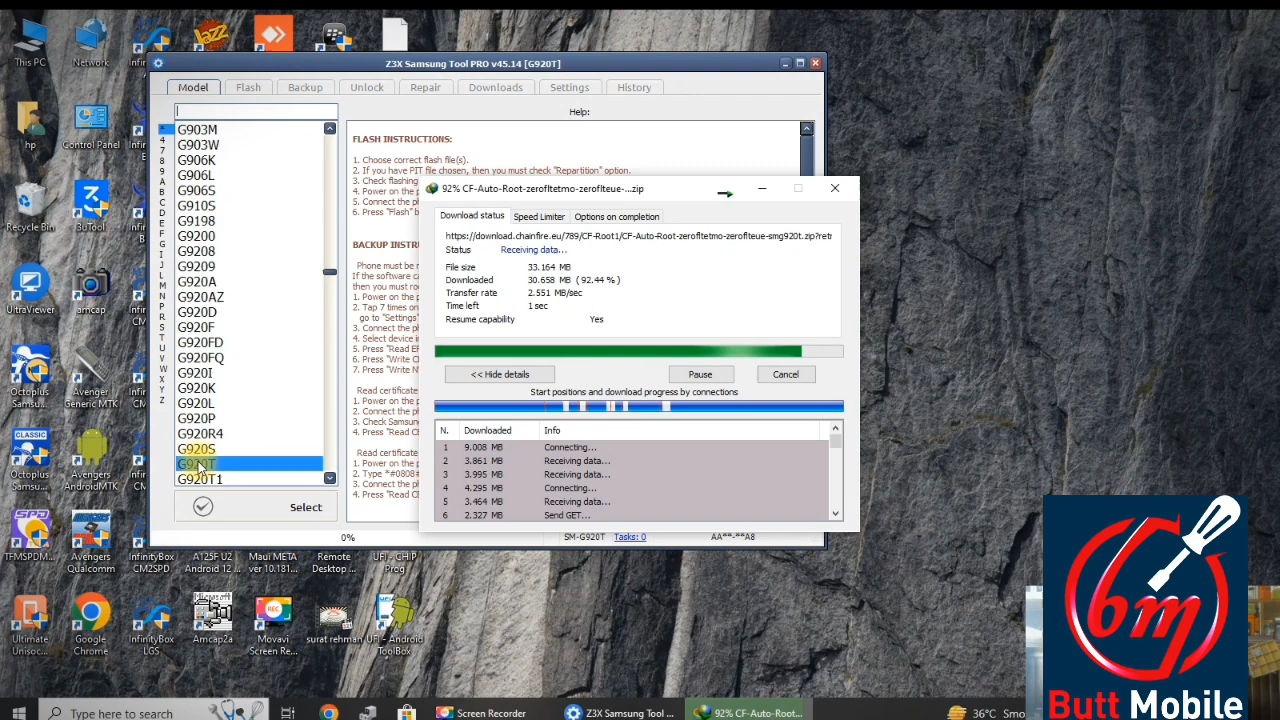 This PC
Network
Z3X Samsung Tool PRO v45.14 [G920T]
Model
Flash
Backup
Unlock
Repair
Downloads
Settings
History
hp
Control Panel
Recycle Bin
3uTool
UltraViewer
amcap
Octoplus
Samsu...
Avenger
Generic MTK
Octoplus
Samsu...
Avengers
AndroidMTK
TFMSPDM...
Avengers
Qualcomm
InfinityBox
CM2SPD
A125F U2
Android 12 ...
Maui META
ver 10.181...
Remote
Desktop ...
UFI - CHIP
Prog
Ultimate
Unisoc...
Google
Chrome
InfinityBox
LGS
Amcap2a
Movavi
Screen Re...
surat rehman
UFI - Android
ToolBox
*
4
7
8
9
A
B
C
D
E
F
G
I
J
L
M
N
P
R
S
T
U
V
W
X
Y
Z
G903M
G903W
G906K
G906L
G906S
G910S
G9198
G9200
G9208
G9209
G920A
G920AZ
G920D
G920F
G920FD
G920FQ
G920I
G920K
G920L
G920P
G920R4
G920S
G920T
G920T1
Select
Help:
FLASH INSTRUCTIONS:
1. Choose correct flash file(s).
2. If you have PIT file chosen, then you must check "Repartition" option.
3. Check flashing
4. Power on the p
5. Connect the ph
6. Press "Flash" b
BACKUP INSTRU
Phone must be r
If the software ca
then you must roo
1. Power on the p
2. Tap 7 times on
go to "Settings"
3. Connect the ph
4. Select device in
5. Press "Read EF
6. Press "Write CE
7. Press "Write NV
Read certificate
1. Power on the p
2. Connect the ph
3. Check Samsun
4. Press "Read CE
Read certificate
1. Power on the p
2. Type *#0808#
3. Connect the ph
4. Press "Read CE
0%
SM-G920T
Tasks: 0
AA**-**A8
92% CF-Auto-Root-zerofltetmo-zeroflteue-...zip
Download status
Speed Limiter
Options on completion
https://download.chainfire.eu/789/CF-Root1/CF-Auto-Root-zerofltetmo-zeroflteue-smg920t.zip?retr
Status Receiving data...
File size 33.164 MB
Downloaded 30.658 MB ( 92.44 % )
Transfer rate 2.551 MB/sec
Time left 1 sec
Resume capability Yes
<< Hide details
Pause
Cancel
Start positions and download progress by connections
N. Downloaded Info
1 9.008 MB Connecting...
2 3.861 MB Receiving data...
3 3.995 MB Receiving data...
4 4.295 MB Connecting...
5 3.464 MB Receiving data...
6 2.327 MB Send GET...
bm
Butt Mobile
Type here to search
Screen Recorder
Z3X Samsung Tool ...
92% CF-Auto-Root...
36°C Smo